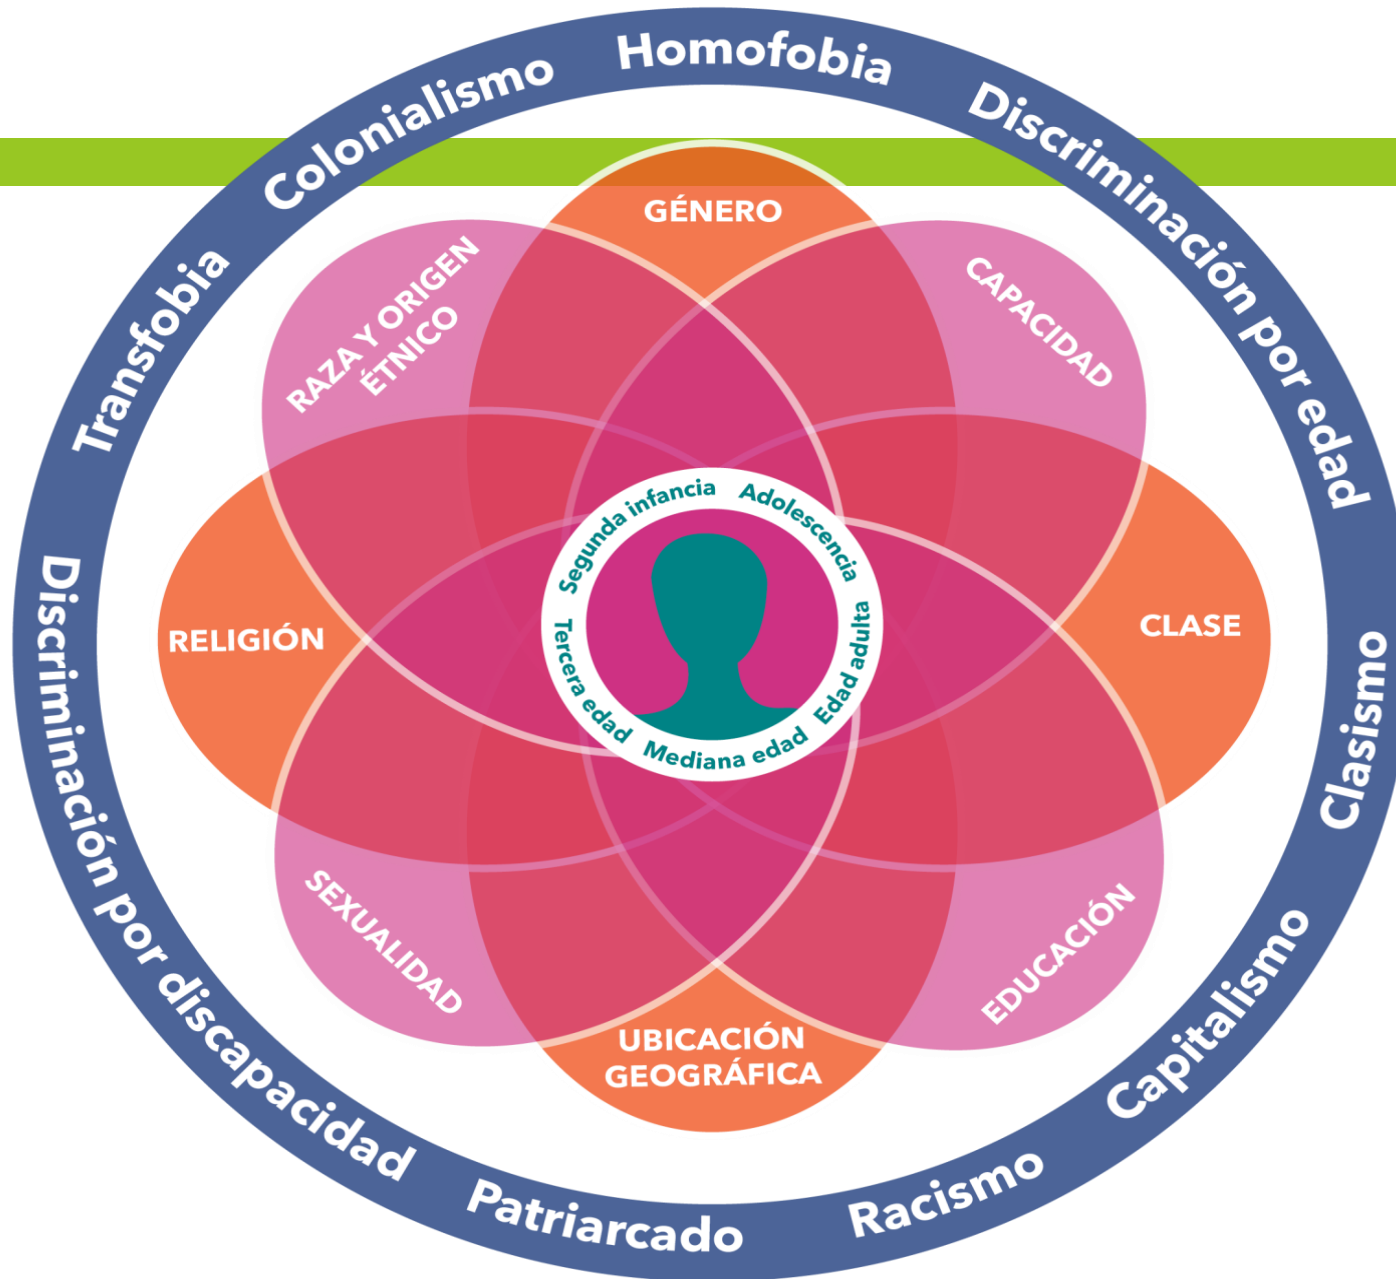 Homofobia
Discriminación por edad
Clasismo
Capitalismo
Racismo
Patriarcado
Discriminación por discapacidad
Transfobia
Colonialismo
GÉNERO
CAPACIDAD
CLASE
EDUCACIÓN
UBICACIÓN
GEOGRÁFICA
SEXUALIDAD
RELIGIÓN
RAZA Y ORIGEN
ÉTNICO
Segunda infancia
Adolescencia
Edad adulta
Mediana edad
Tercera edad